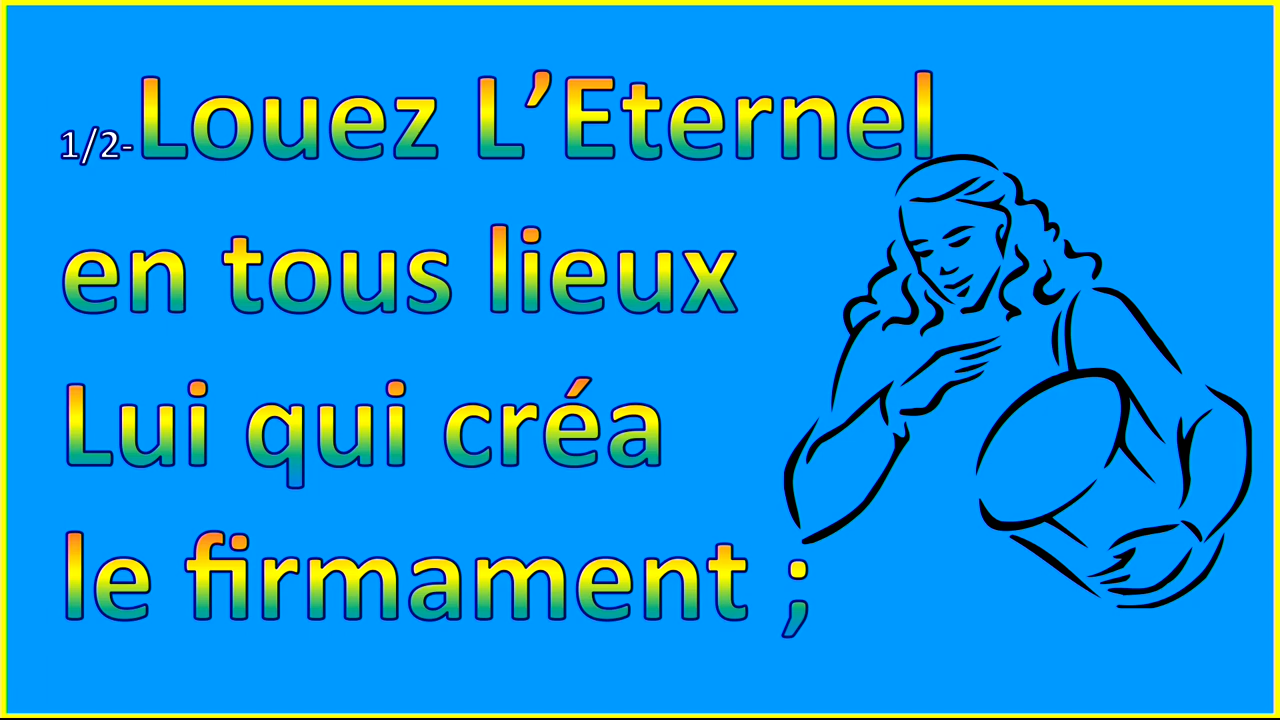 1/2-Louez L’Eternel
en tous lieux
Lui qui créa
le firmament ;